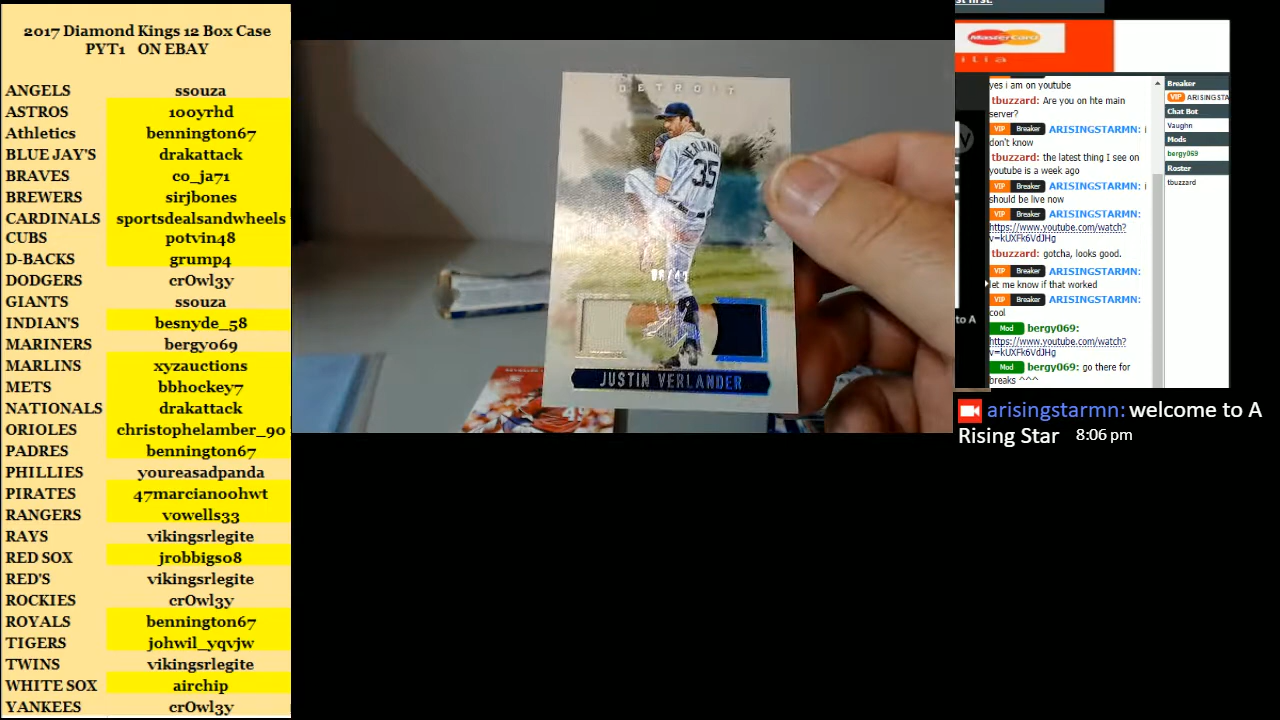 2017 Diamond Kings 12 Box Case
PYT1 ON EBAY
ANGELS ssouza
ASTROS 100yrhd
Athletics bennington67
BLUE JAY'S drakattack
BRAVES co_ja71
BREWERS sirjbones
CARDINALS sportsdealsandwheels
CUBS potvin48
D-BACKS grump4
DODGERS crOwl3y
GIANTS ssouza
INDIAN'S besnyde_58
MARINERS bergy069
MARLINS xyzauctions
METS bbhockey7
NATIONALS drakattack
ORIOLES christophelamber_90
PADRES bennington67
PHILLIES youreasadpanda
PIRATES 47marcianoohwt
RANGERS vowells33
RAYS vikingsrlegite
RED SOX jrobbigs08
RED'S vikingsrlegite
ROCKIES crOwl3y
ROYALS bennington67
TIGERS johwil_yqvjw
TWINS vikingsrlegite
WHITE SOX airchip
YANKEES crOwl3y
DETROIT
VERLANDER
35
JUSTIN VERLANDER
MasterCard
yes i am on youtube
tbuzzard: Are you on hte main
server?
VIP Breaker ARISINGSTARMN: i
don't know
tbuzzard: the latest thing I see on
youtube is a week ago
VIP Breaker ARISINGSTARMN: i
should be live now
VIP Breaker ARISINGSTARMN:
https://www.youtube.com/watch?
v=kUXFk6VdJHg
tbuzzard: gotcha, looks good.
VIP Breaker ARISINGSTARMN:
let me know if that worked
VIP Breaker ARISINGSTARMN:
cool
Mod bergy069:
https://www.youtube.com/watch?
v=kUXFk6VdJHg
Mod bergy069: go there for
breaks ^^^
Breaker
VIP ARISINGSTA
Chat Bot
Vaughn
Mods
bergy069
Roster
tbuzzard
to A
arisingstarmn: welcome to A
Rising Star 8:06 pm